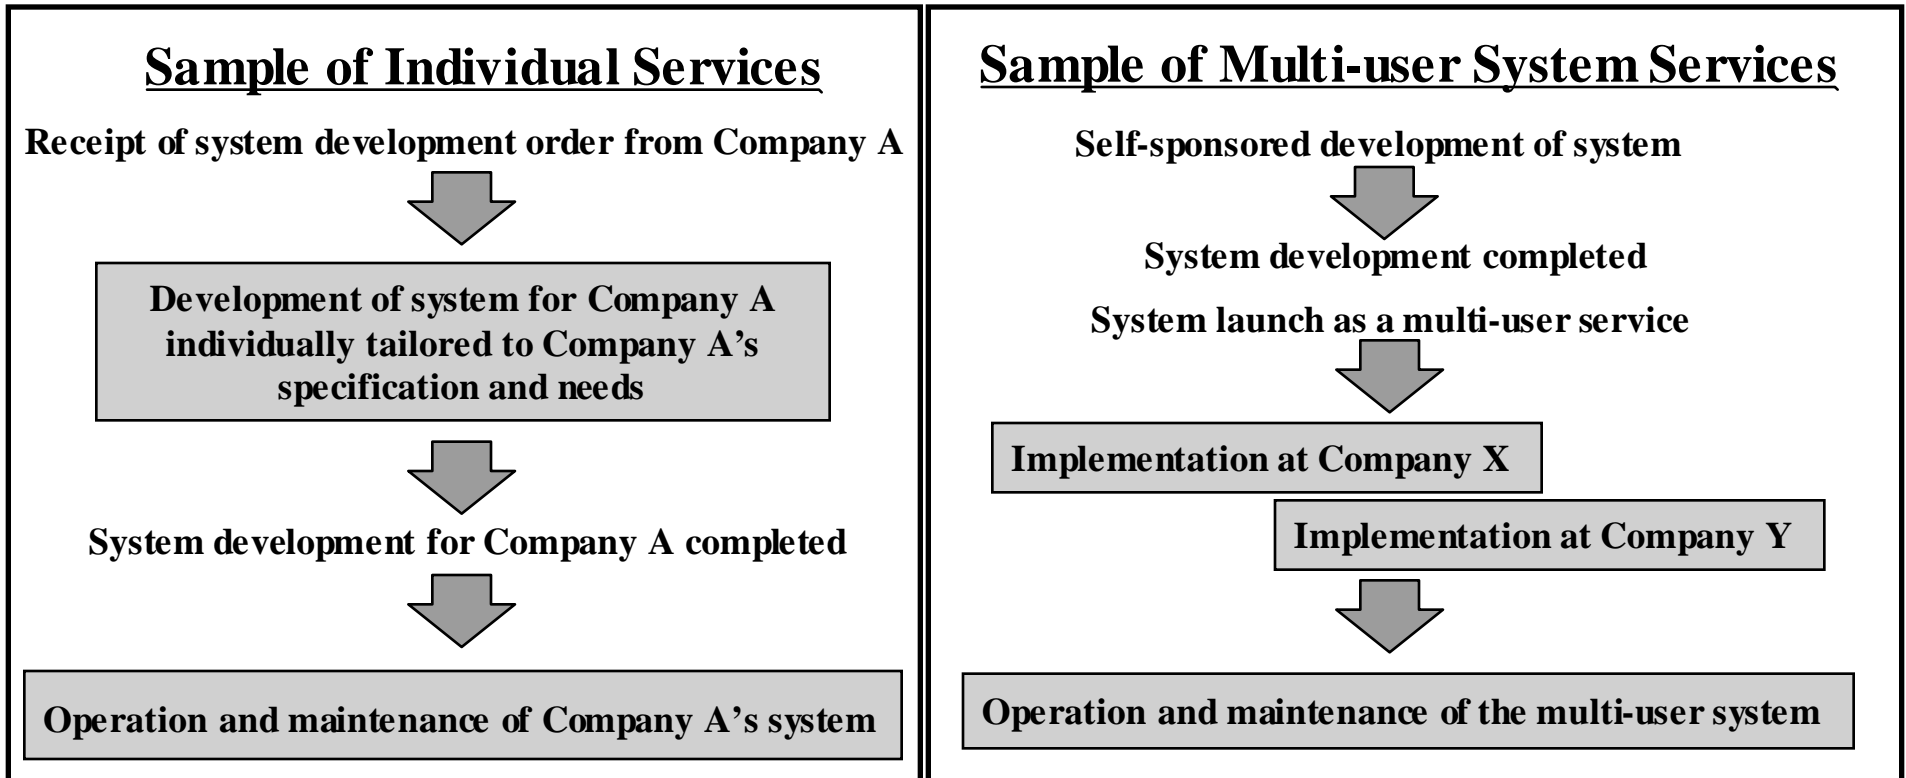 Sample of Individual Services
Receipt of system development order from Company A
Development of system for Company A
individually tailored to Company A’s
specification and needs
System development for Company A completed
Operation and maintenance of Company A’s system
Sample of Multi-user System Services
Self-sponsored development of system
System development completed
System launch as a multi-user service
Implementation at Company X
Implementation at Company Y
Operation and maintenance of the multi-user system